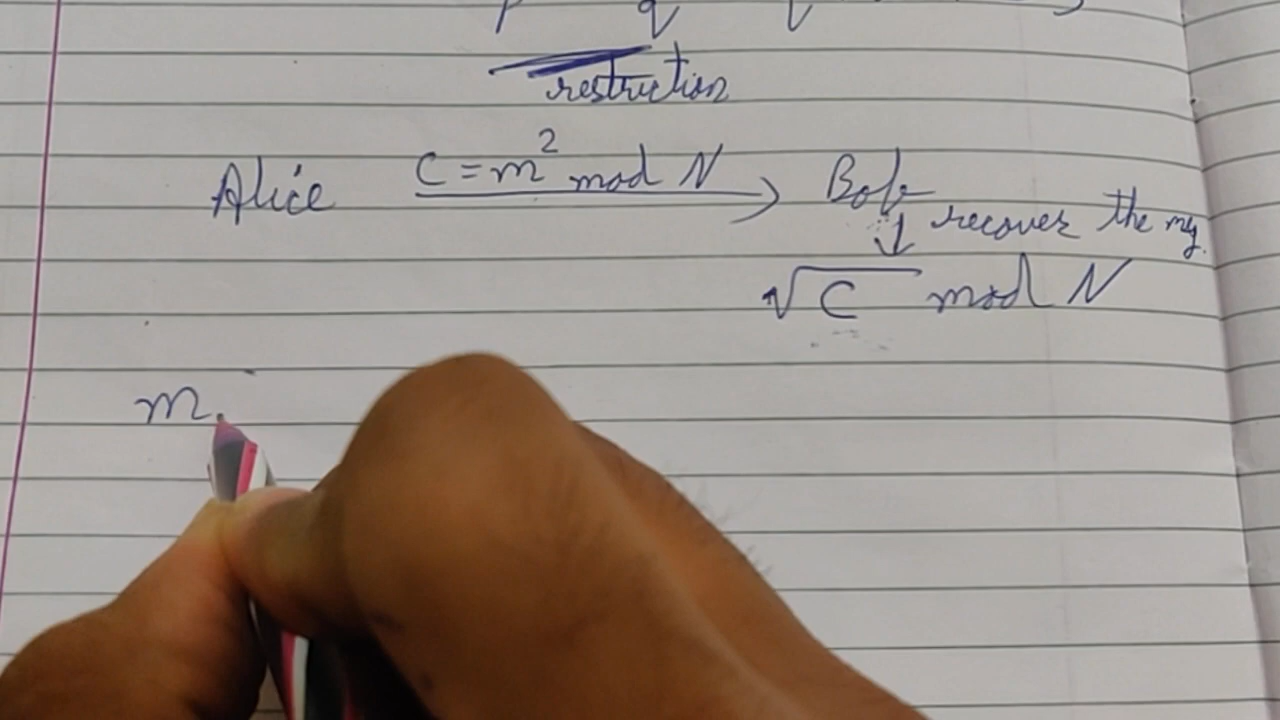 p q
restriction
Alice C = m² mod N Bob
recover the msg.
√C mod N
m